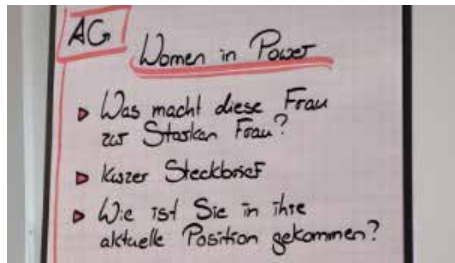 AG
Women in Power
Was macht diese Frau
zur Starken Frau?
Kurzer Steckbrief
Wie ist Sie in ihre
aktuelle Position gekommen?